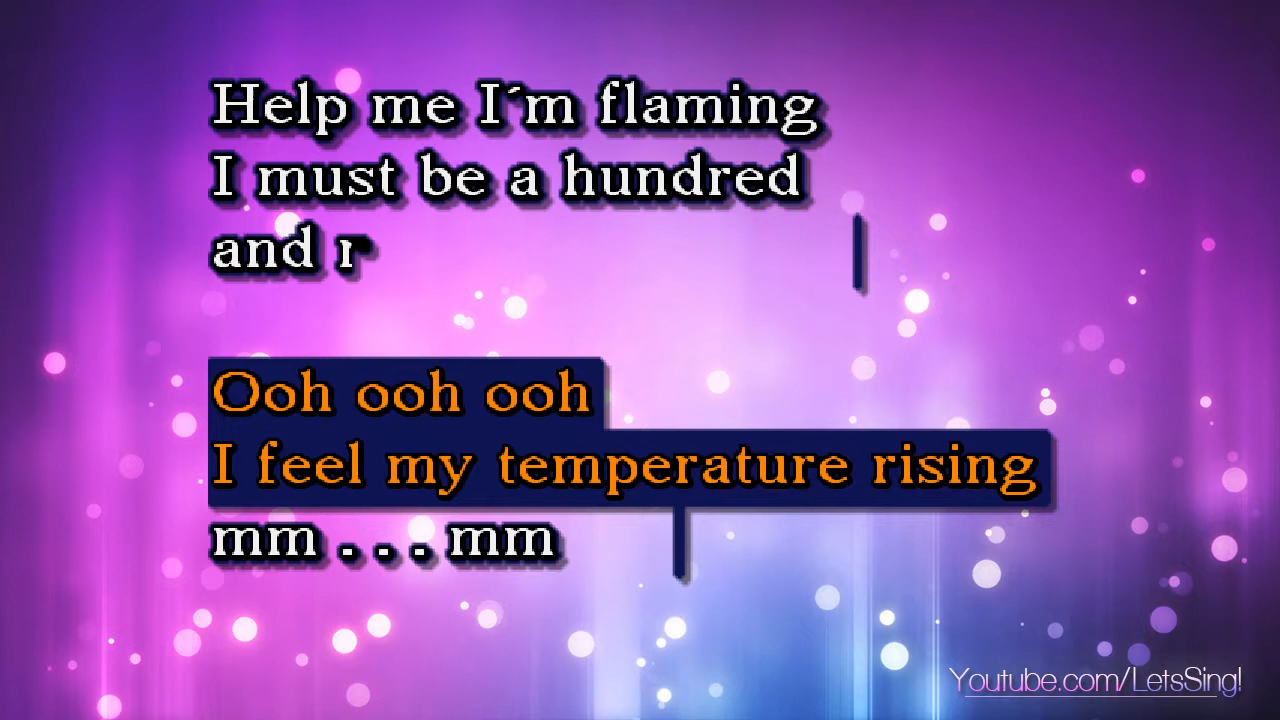 Help me I´m flaming
I must be a hundred
and
Ooh ooh ooh
I feel my temperature rising
mm . . . mm
Youtube.com/LetsSing!